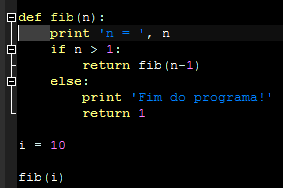 def fib(n):
    print 'n = ', n
    if n > 1:
        return fib(n-1)
    else:
        print 'Fim do programa!'
        return 1
i = 10
fib(i)